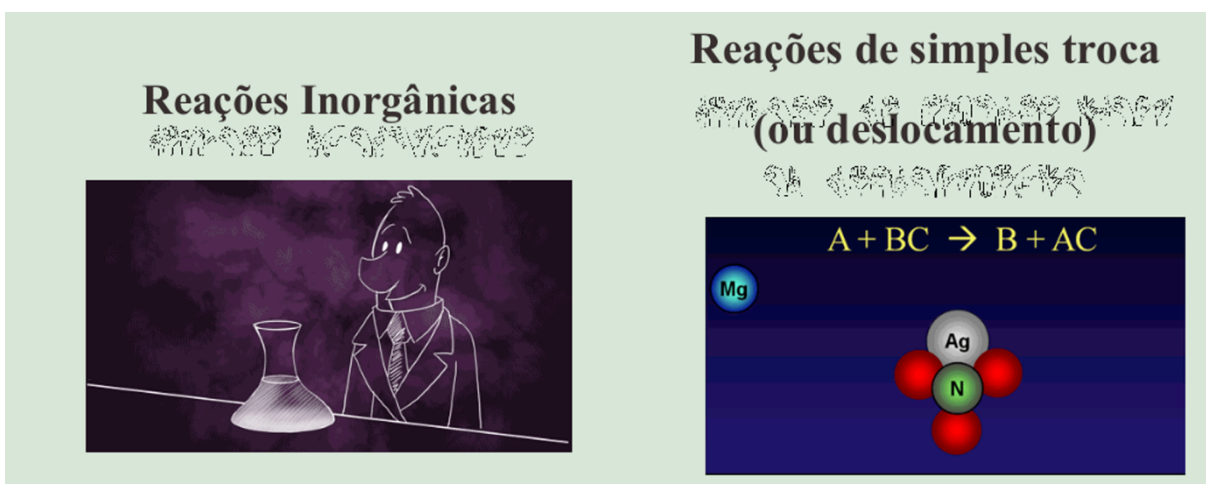 Reações Inorgânicas
Reações de simples troca
(ou deslocamento)
A + BC → B + AC
Mg
Ag
N